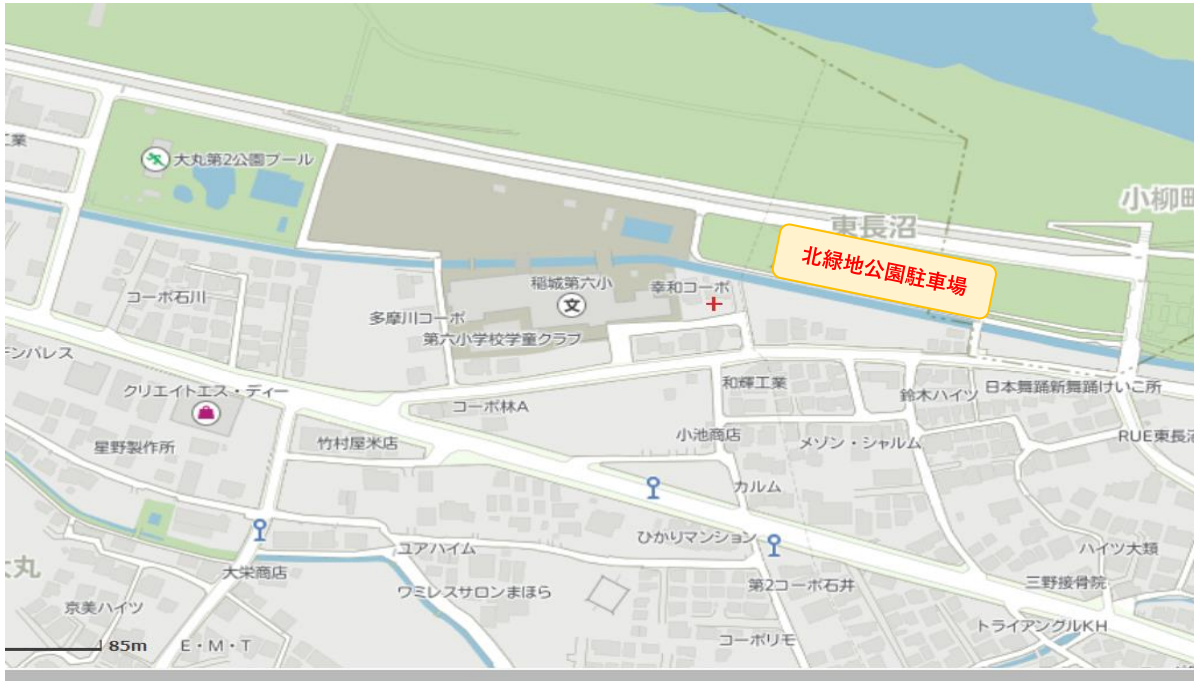 工業
大丸第2公園プール
小柳町
東長沼
北緑地公園駐車場
稲城第六小
文
幸和コーポ
コーポ石川
多摩川コーポ
第六小学校学童クラブ
デンパレス
クリエイトエス・ディー
コーポ林A
和輝工業
鈴木ハイツ
日本舞踊新舞踊けいこ所
星野製作所
竹村屋米店
小池商店
メゾン・シャルム
RUE東長沼
カルム
ひかりマンション
ユアハイム
ハイツ大類
大丸
大栄商店
ワミレスサロンまほら
第2コーポ石井
三野接骨院
京美ハイツ
トライアングルKH
85m
E・M・T
コーポリモ